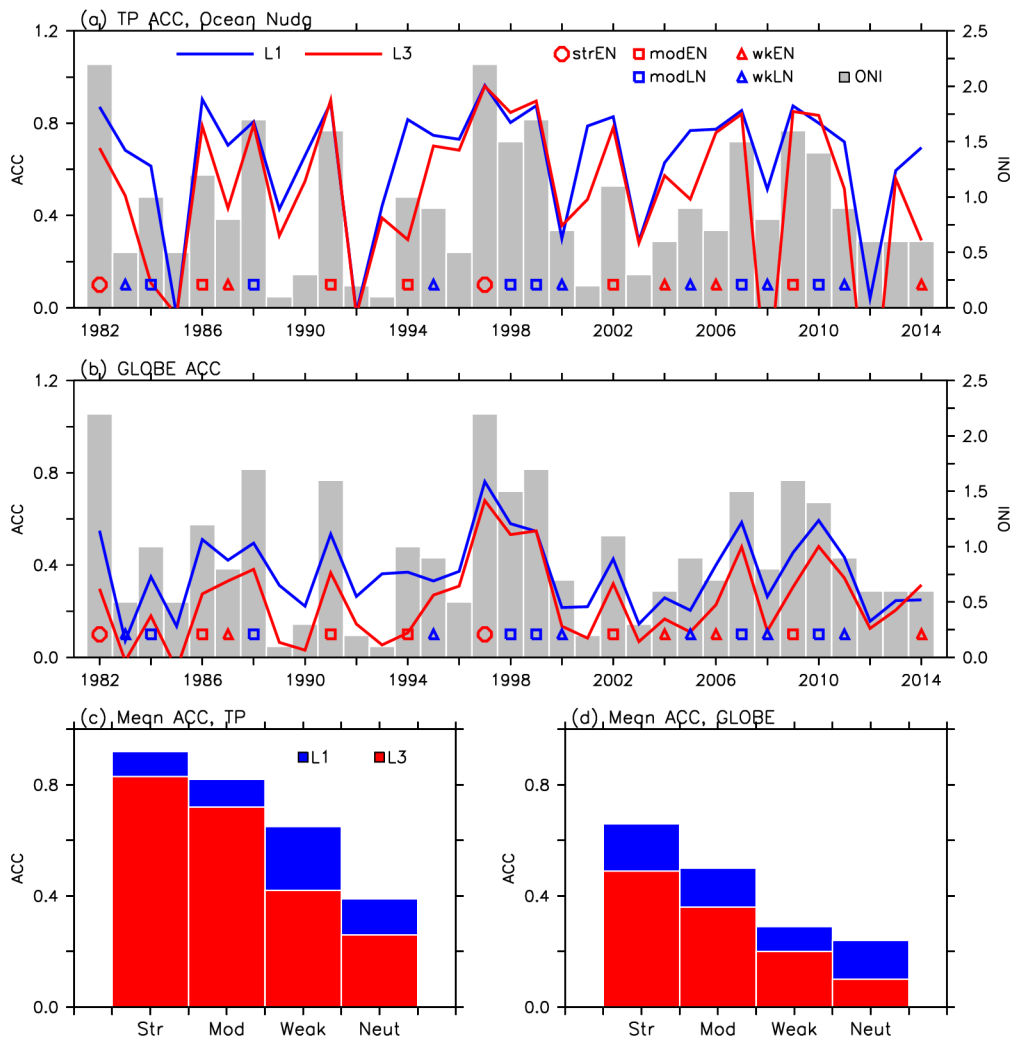 (a) TP ACC, Ocean Nudg
1.2 2.5
L1 L3 strEN modEN wkEN
modLN wkLN ONI
2.0
0.8
1.5
ACC ONI
1.0
0.4
0.5
0.0 0.0
1982 1986 1990 1994 1998 2002 2006 2010 2014
(b) GLOBE ACC
1.2 2.5
2.0
0.8
1.5
ACC ONI
1.0
0.4
0.5
0.0 0.0
1982 1986 1990 1994 1998 2002 2006 2010 2014
(c) Mean ACC, TP
L1 L3
0.8
ACC
0.4
0.0
Str Mod Weak Neut
(d) Mean ACC, GLOBE
0.8
ACC
0.4
0.0
Str Mod Weak Neut